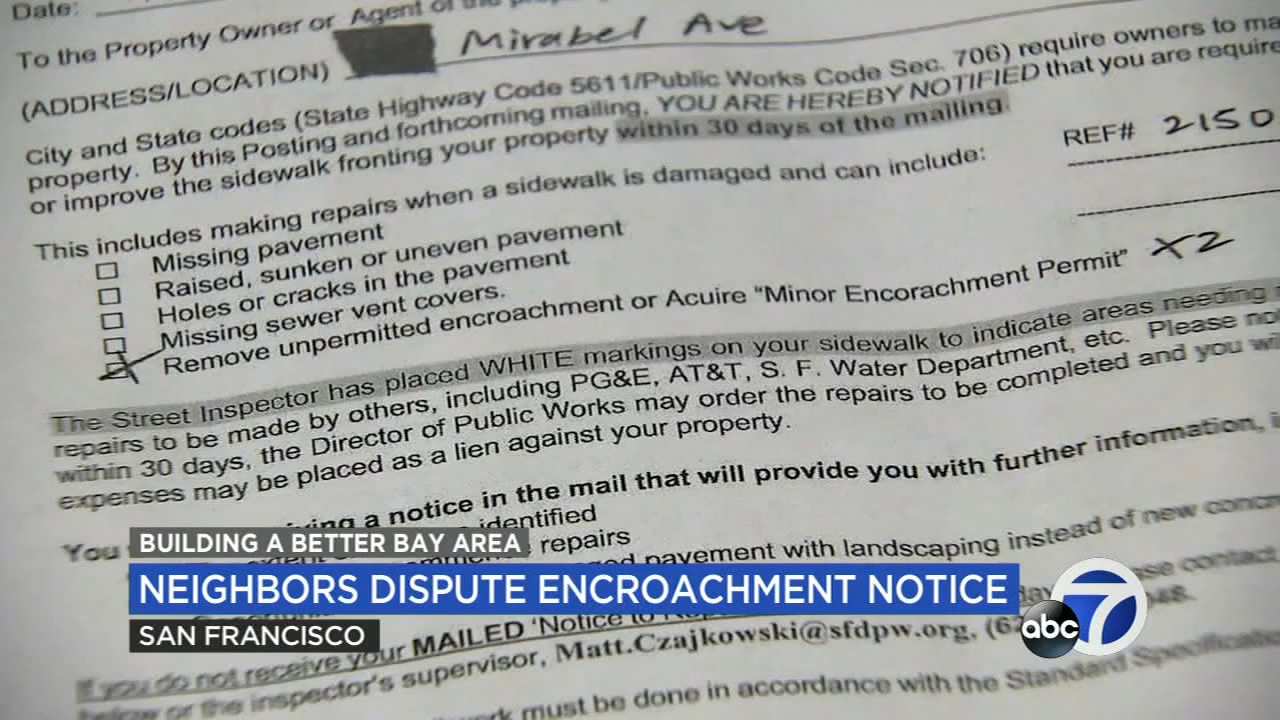 Date:
To the Property Owner or Agent of the
Mirabel Ave
(ADDRESS/LOCATION)
City and State codes (State Highway Code 5611/Public Works Code Sec. 706) require owners to
property. By this Posting and forthcoming mailing, YOU ARE HEREBY NOTIFIED that you are
or improve the sidewalk fronting your property within 30 days of the mailing.
REF# 2150
This includes making repairs when a sidewalk is damaged and can include:
Missing pavement
Raised, sunken or uneven pavement
Holes or cracks in the pavement
Missing sewer vent covers.
Remove unpermitted encroachment or Acuire "Minor Encorachment Permit" X2
The Street Inspector has placed WHITE markings on your sidewalk to indicate areas needing
repairs to be made by others, including PG&E, AT&T, S. F. Water Department, etc. Please
within 30 days, the Director of Public Works may order the repairs to be completed and you
expenses may be placed as a lien against your property.
You a notice in the mail that will provide you with further information,
identified
repairs
pavement with landscaping instead of new
contact
If you do not receive your MAILED 'Notice to
below or the inspector's supervisor, Matt.Czajkowski@sfdpw.org,
must be done in accordance with the Standard
BUILDING A BETTER BAY AREA
NEIGHBORS DISPUTE ENCROACHMENT NOTICE
SAN FRANCISCO
abc 7